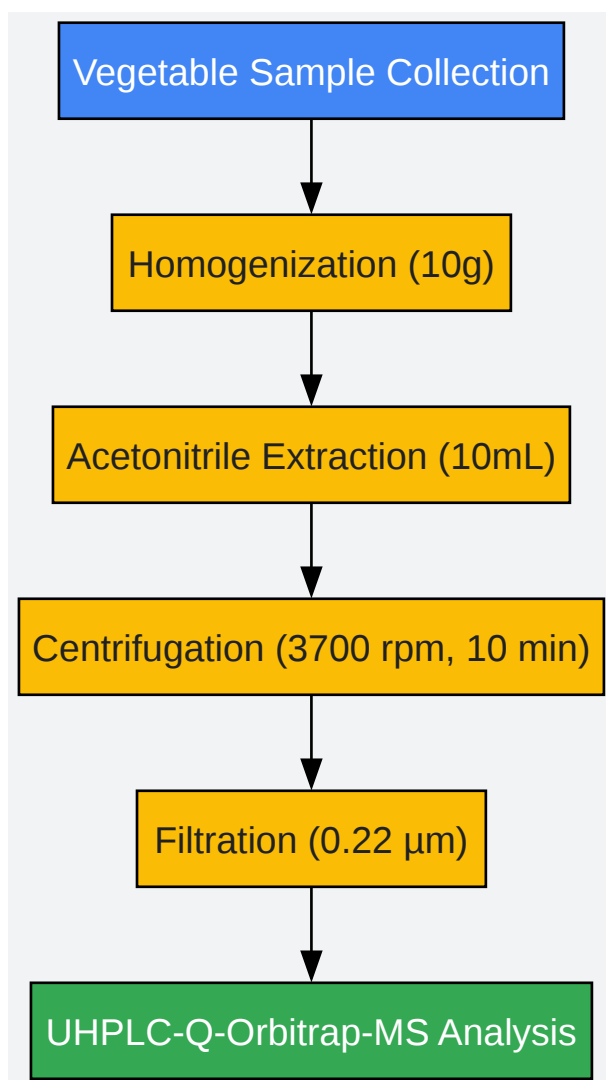 Vegetable Sample Collection
Homogenization (10g)
Acetonitrile Extraction (10mL)
Centrifugation (3700 rpm, 10 min)
Filtration (0.22 µm)
UHPLC-Q-Orbitrap-MS Analysis